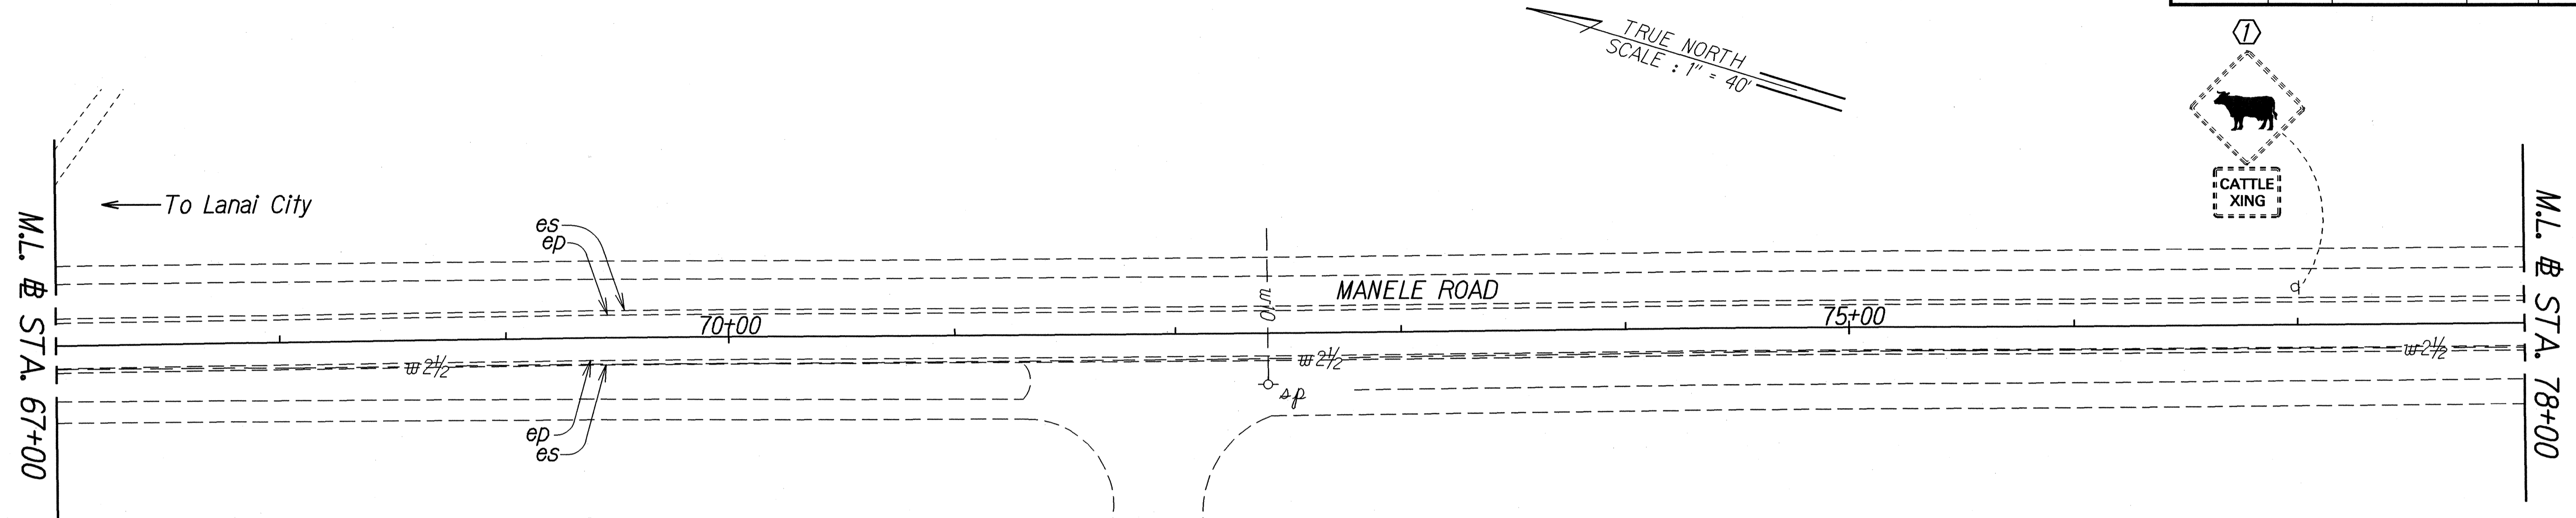 TRUE NORTH
SCALE : 1" = 40'
1
CATTLE
XING
To Lanai City
es
ep
MANELE ROAD
70+00
75+00
w2½
w2½
w2½
sp
ep
es
M.L. ⅊ STA. 67+00
M.L. ⅊ STA. 78+00